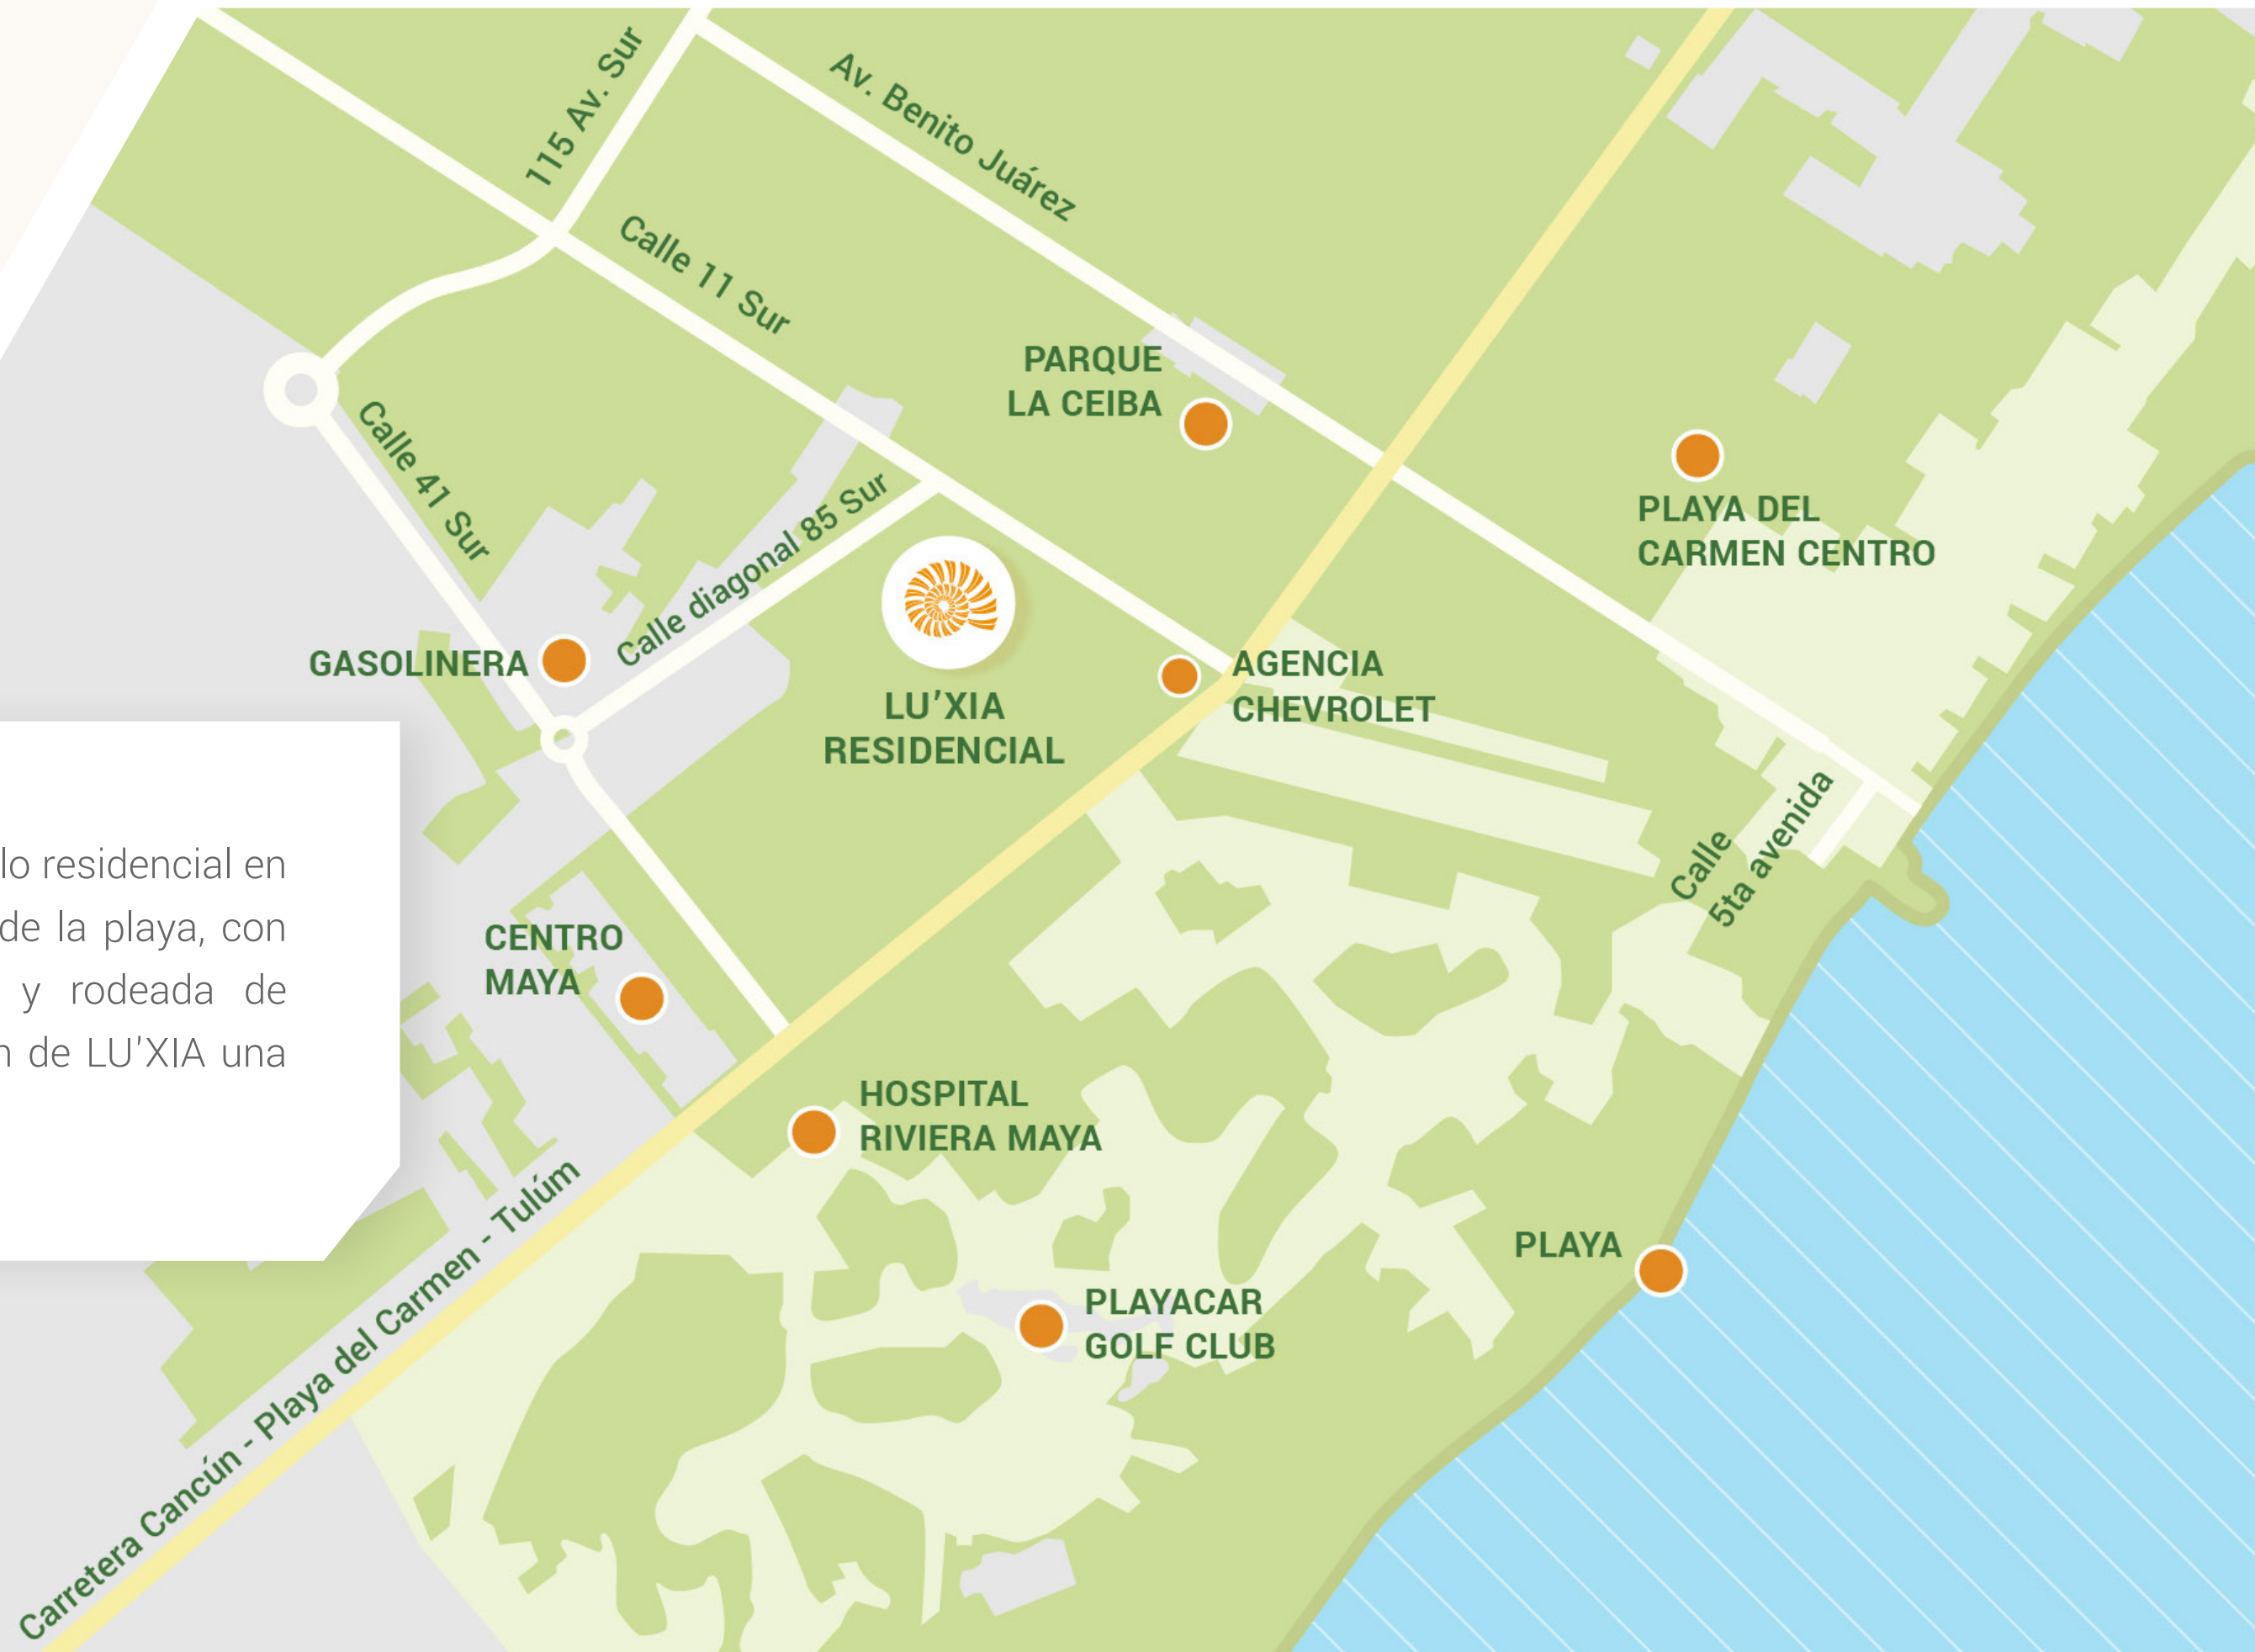 115 Av. Sur
Av. Benito Juárez
Calle 11 Sur
PARQUE
LA CEIBA
Calle 41 Sur
Calle diagonal 85 Sur
PLAYA DEL
CARMEN CENTRO
GASOLINERA
LU’XIA
RESIDENCIAL
AGENCIA
CHEVROLET
Calle
5ta avenida
lo residencial en
de la playa, con
y rodeada de
de LU’XIA una
CENTRO
MAYA
HOSPITAL
RIVIERA MAYA
PLAYA
PLAYACAR
GOLF CLUB
Carretera Cancún - Playa del Carmen - Tulúm